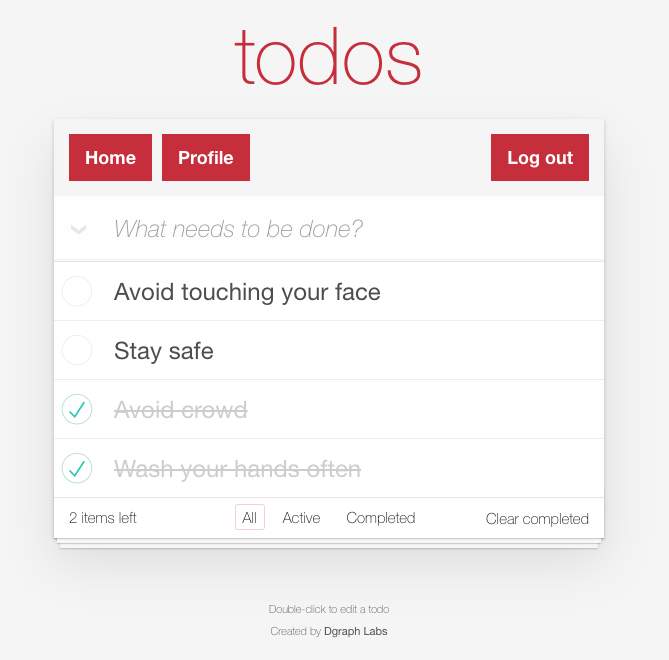 todos
Home Profile Log out
What needs to be done?
Avoid touching your face
Stay safe
Avoid crowd
Wash your hands often
2 items left All Active Completed Clear completed
Double-click to edit a todo
Created by Dgraph Labs